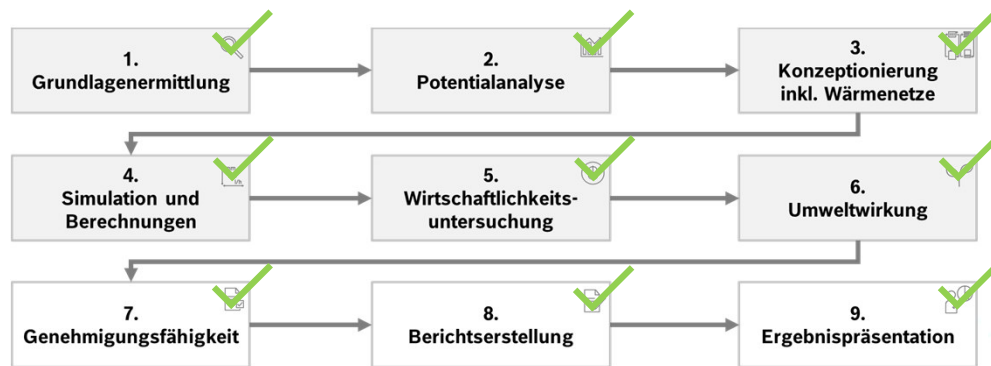 1.
Grundlagenermittlung
2.
Potentialanalyse
3.
Konzeptionierung
inkl. Wärmenetze
4.
Simulation und
Berechnungen
5.
Wirtschaftlichkeits-
untersuchung
6.
Umweltwirkung
7.
Genehmigungsfähigkeit
8.
Berichtserstellung
9.
Ergebnispräsentation